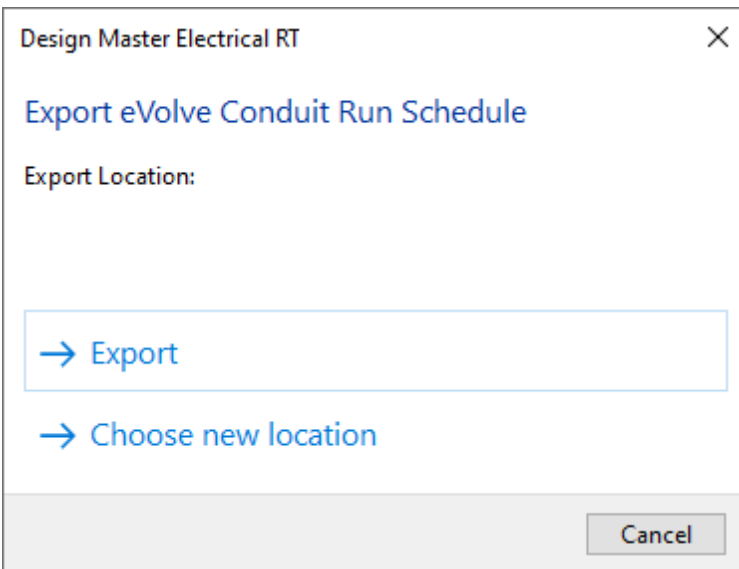 Design Master Electrical RT
Export eVolve Conduit Run Schedule
Export Location:
Export
Choose new location
Cancel